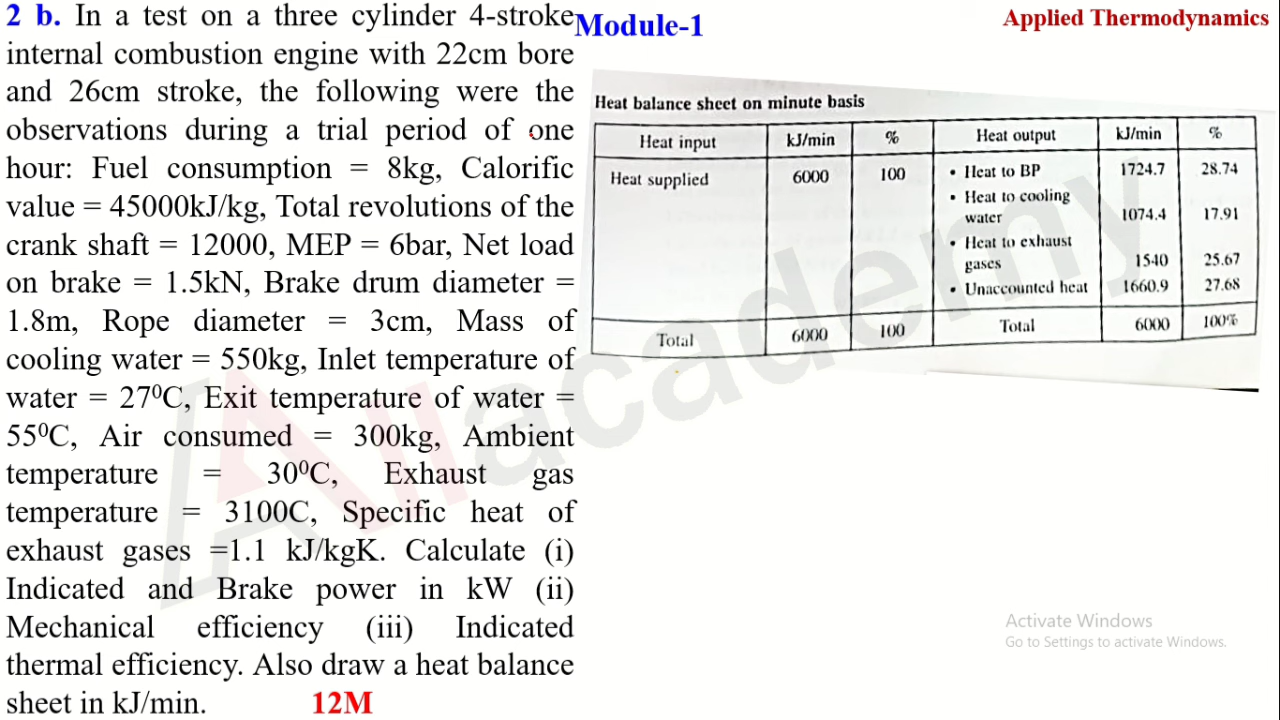 2 b. In a test on a three cylinder 4-stroke
internal combustion engine with 22cm bore
and 26cm stroke, the following were the
observations during a trial period of one
hour: Fuel consumption = 8kg, Calorific
value = 45000kJ/kg, Total revolutions of the
crank shaft = 12000, MEP = 6bar, Net load
on brake = 1.5kN, Brake drum diameter =
1.8m, Rope diameter = 3cm, Mass of
cooling water = 550kg, Inlet temperature of
water = 27⁰C, Exit temperature of water =
55⁰C, Air consumed = 300kg, Ambient
temperature = 30⁰C, Exhaust gas
temperature = 3100C, Specific heat of
exhaust gases =1.1 kJ/kgK. Calculate (i)
Indicated and Brake power in kW (ii)
Mechanical efficiency (iii) Indicated
thermal efficiency. Also draw a heat balance
sheet in kJ/min. 12M
Module-1
Applied Thermodynamics
Heat balance sheet on minute basis
Heat input kJ/min % Heat output kJ/min %
Heat supplied 6000 100 • Heat to BP 1724.7 28.74
• Heat to cooling
water 1074.4 17.91
• Heat to exhaust
gases 1540 25.67
• Unaccounted heat 1660.9 27.68
Total 6000 100 Total 6000 100%
Allacademy
Activate Windows
Go to Settings to activate Windows.